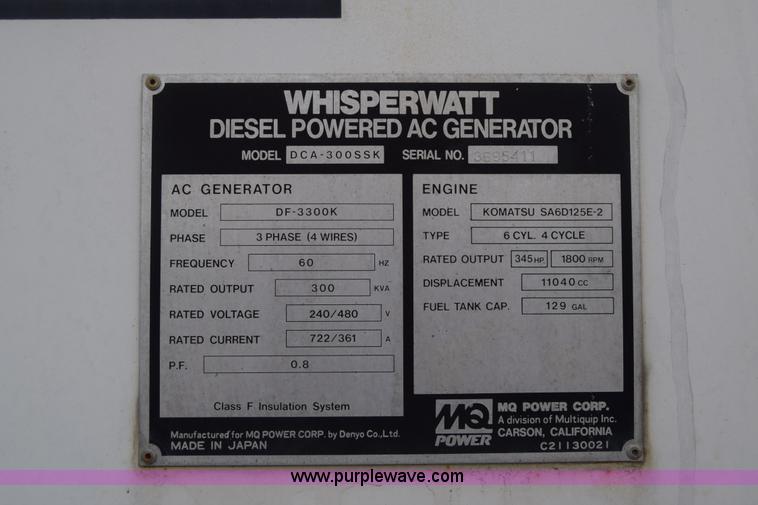 WHISPERWATT
DIESEL POWERED AC GENERATOR
MODEL DCA-300SSK SERIAL NO. 3695411
AC GENERATOR
MODEL DF-3300K
PHASE 3 PHASE (4 WIRES)
FREQUENCY 60 HZ
RATED OUTPUT 300 KVA
RATED VOLTAGE 240/480 V
RATED CURRENT 722/361 A
P.F. 0.8
Class F Insulation System
Manufactured for MQ POWER CORP. by Denyo Co., Ltd.
MADE IN JAPAN
ENGINE
MODEL KOMATSU SA6D125E-2
TYPE 6 CYL. 4 CYCLE
RATED OUTPUT 345 HP 1800 RPM
DISPLACEMENT 11040 CC
FUEL TANK CAP. 129 GAL
MQ
POWER
MQ POWER CORP.
A division of Multiquip Inc.
CARSON, CALIFORNIA
C21130021
www.purplewave.com